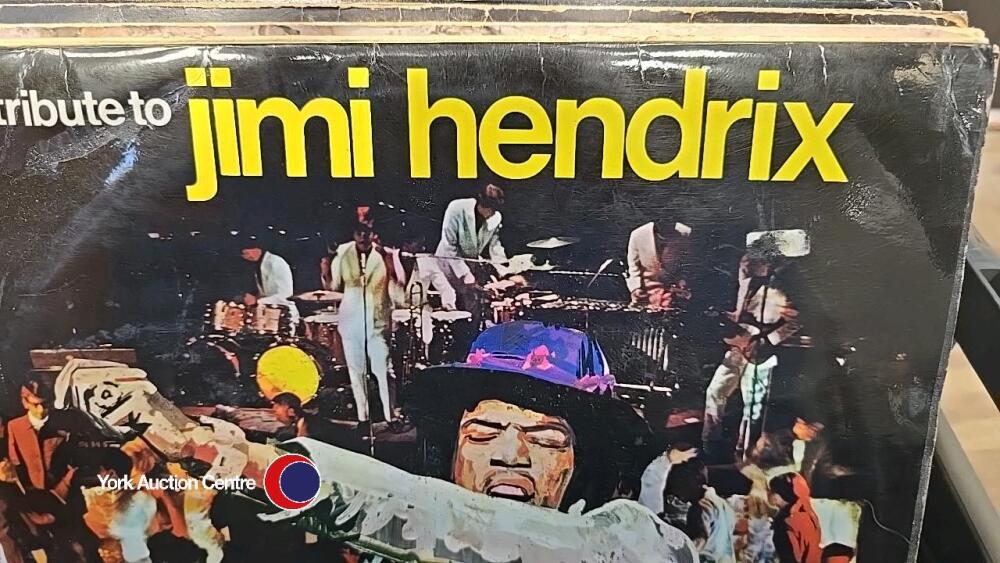 tribute to jimi hendrix
York Auction Centre